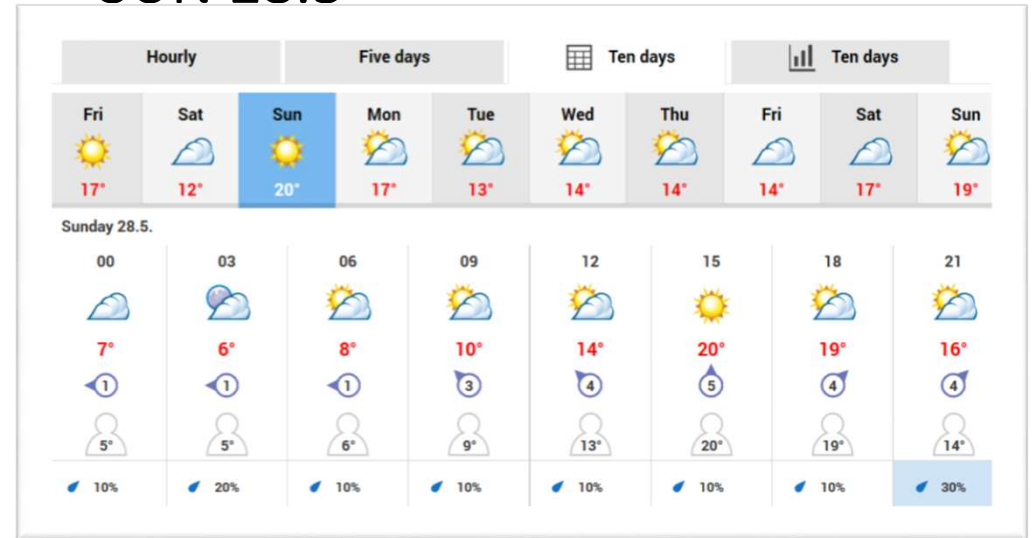 SUN 28.5
Hourly Five days Ten days Ten days
Fri Sat Sun Mon Tue Wed Thu Fri Sat Sun
17° 12° 20° 17° 13° 14° 14° 14° 17° 19°
Sunday 28.5.
00 03 06 09 12 15 18 21
7° 6° 8° 10° 14° 20° 19° 16°
1 1 1 3 4 5 4 4
5° 5° 6° 9° 13° 20° 19° 14°
10% 20% 10% 10% 10% 10% 10% 30%